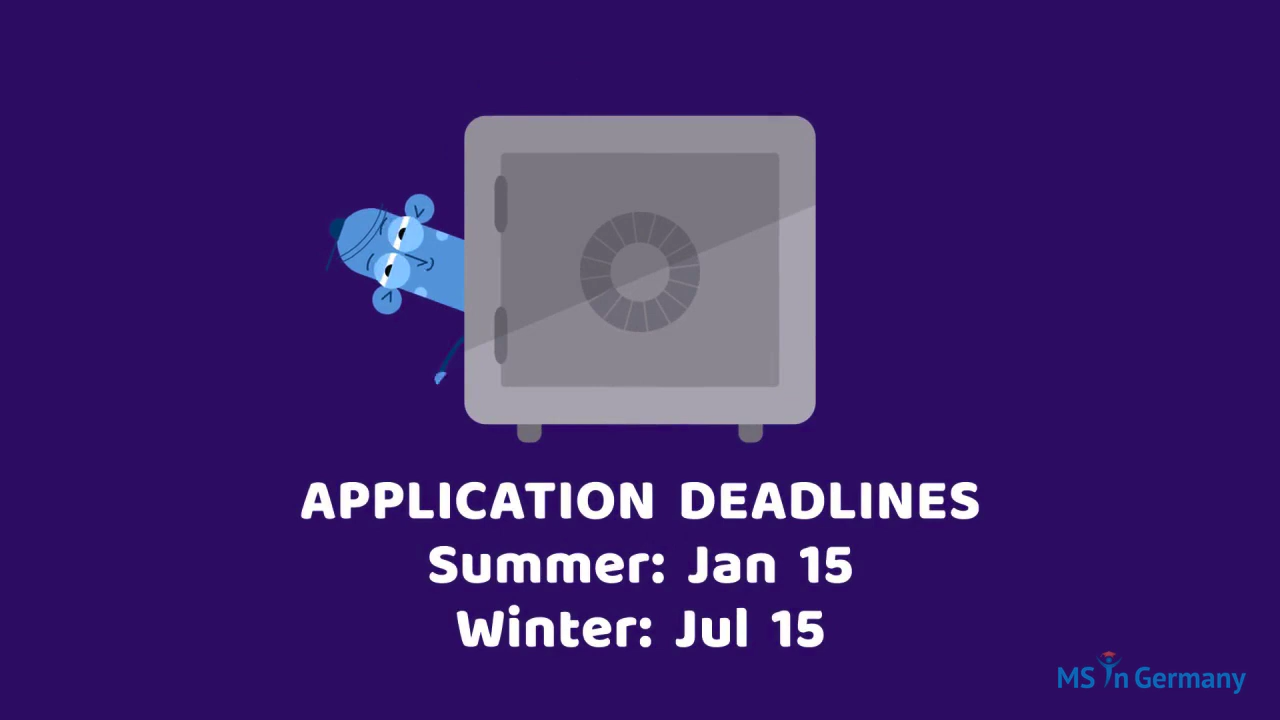 APPLICATION DEADLINES
Summer: Jan 15
Winter: Jul 15
MS in Germany